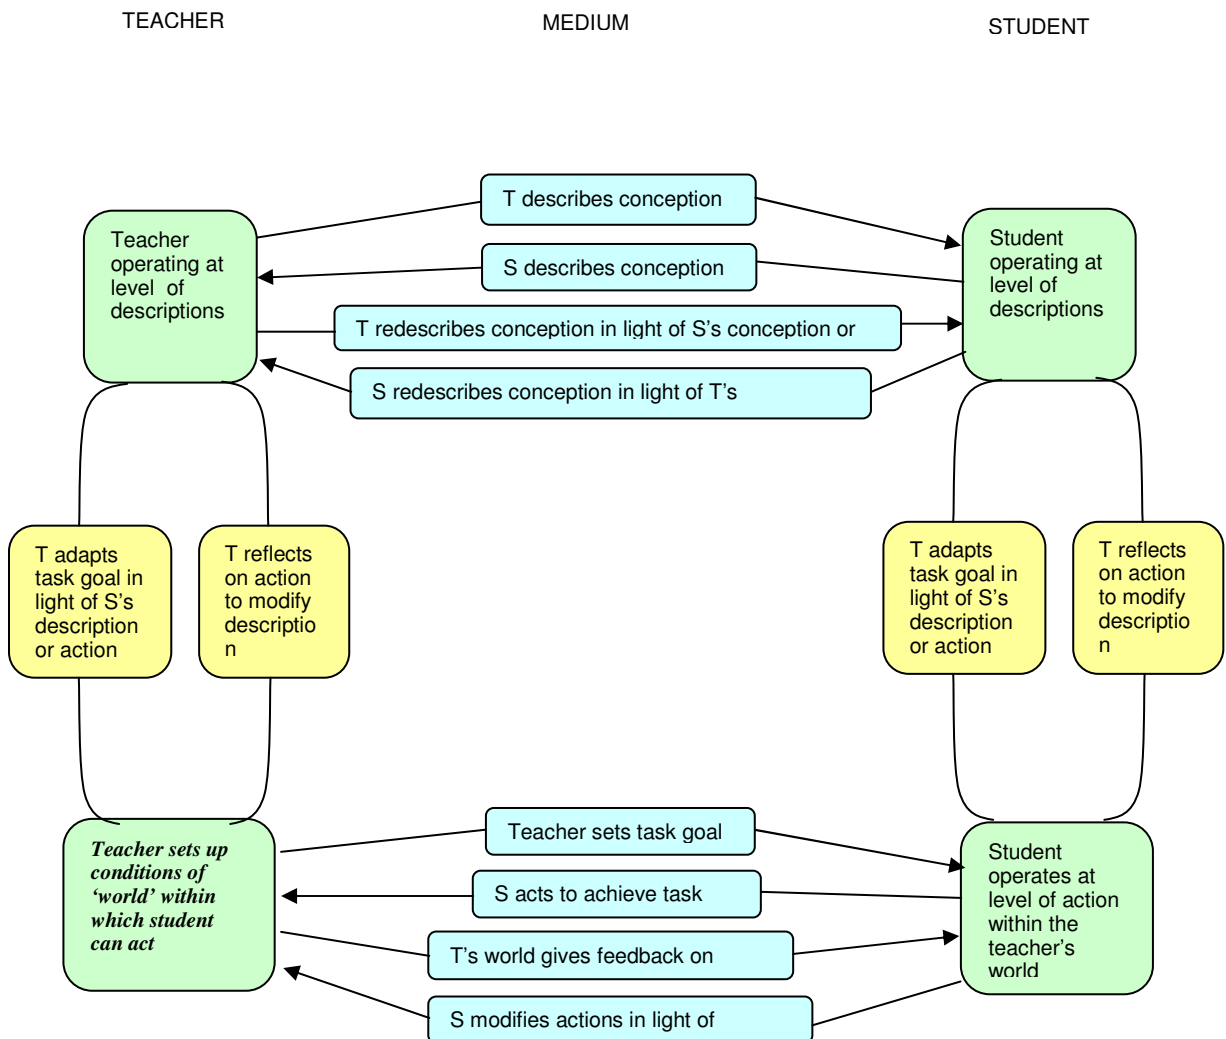 TEACHER
MEDIUM
STUDENT
T describes conception
Teacher
operating at
level of
descriptions
Student
operating at
level of
descriptions
S describes conception
T redescribes conception in light of S's conception or
S redescribes conception in light of T's
T adapts
task goal in
light of S's
description
or action
T reflects
on action
to modify
descriptio
n
T adapts
task goal in
light of S's
description
or action
T reflects
on action
to modify
descriptio
n
Teacher sets task goal
Teacher sets up
conditions of
‘world’ within
which student
can act
Student
operates at
level of action
within the
teacher's
world
S acts to achieve task
T's world gives feedback on
S modifies actions in light of